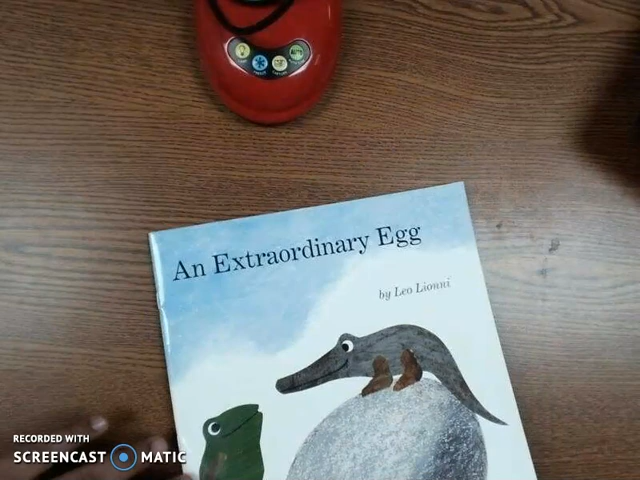 An Extraordinary Egg
by Leo Lionni
RECORDED WITH
SCREENCAST MATIC